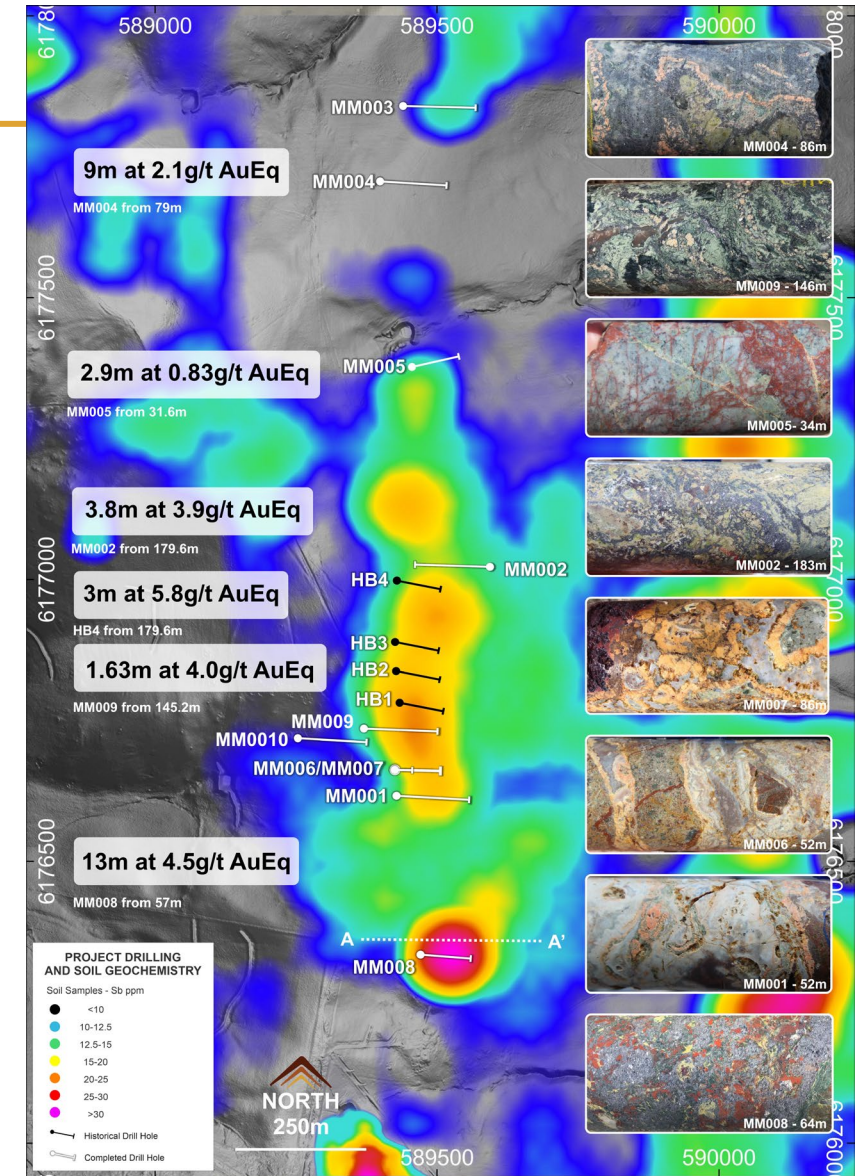 589000
589500
590000
6178000
8000
MM003
MM004 - 86m
9m at 2.1g/t AuEq
MM004 from 79m
MM004
MM009 - 146m
6177500
6177500
MM005
2.9m at 0.83g/t AuEq
MM005 from 31.6m
MM005- 34m
3.8m at 3.9g/t AuEq
MM002 from 179.6m
MM002
MM002 - 183m
6177000
6177000
HB4
3m at 5.8g/t AuEq
HB4 from 179.6m
HB3
HB2
1.63m at 4.0g/t AuEq
MM009 from 145.2m
HB1
MM007 - 86m
MM009
MM0010
MM006/MM007
MM001
MM006 - 52m
6176500
6176500
13m at 4.5g/t AuEq
MM008 from 57m
A
A'
MM008
MM001 - 52m
PROJECT DRILLING
AND SOIL GEOCHEMISTRY
Soil Samples - Sb ppm
<10
10-12.5
12.5-15
15-20
20-25
25-30
>30
Historical Drill Hole
Completed Drill Hole
NORTH
250m
MM008 - 64m
589500
590000
617600